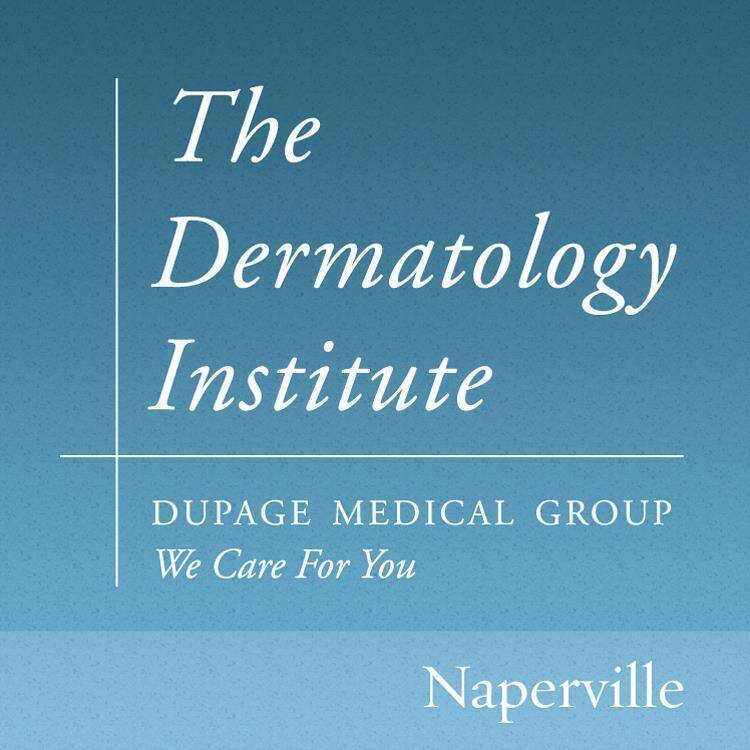 The
Dermatology
Institute
DUPAGE MEDICAL GROUP
We Care For You
Naperville